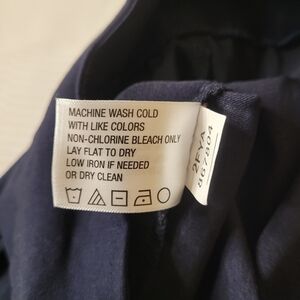 MACHINE WASH COLD
WITH LIKE COLORS
NON-CHLORINE BLEACH ONLY
LAY FLAT TO DRY
LOW IRON IF NEEDED
OR DRY CLEAN